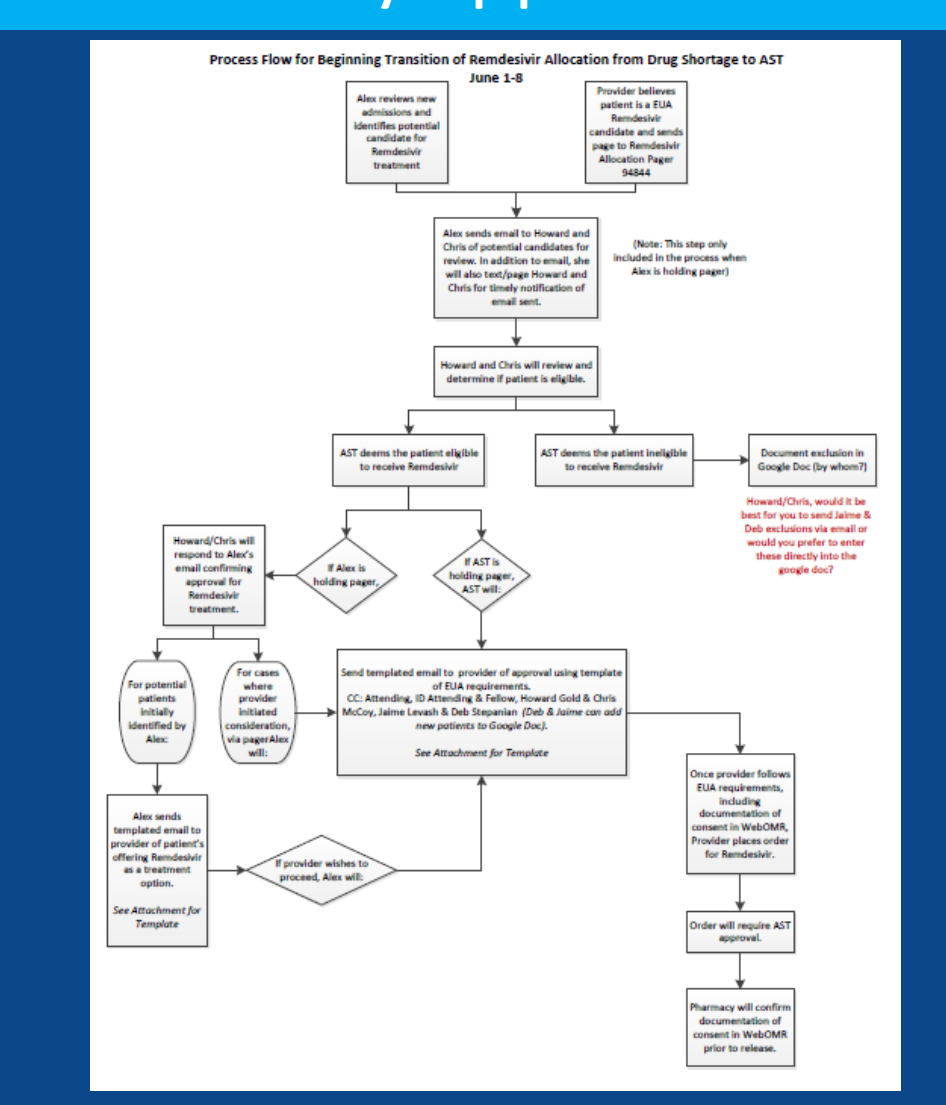 Process Flow for Beginning Transition of Remdesivir Allocation from Drug Shortage to AST
June 1-8
Alex reviews new
admissions and
identifies potential
candidate for
Remdesivir
treatment
Provider believes
patient is a EUA
Remdesivir
candidate and sends
page to Remdesivir
Allocation Pager
94844
Alex sends email to Howard and
Chris of potential candidates for
review. In addition to email, she
will also text/page Howard and
Chris for timely notification of
email sent.
(Note: This step only
included in the process when
Alex is holding pager)
Howard and Chris will review and
determine if patient is eligible.
AST deems the patient eligible
to receive Remdesivir
AST deems the patient ineligible
to receive Remdesivir
Document exclusion in
Google Doc (by whom?)
Howard/Chris, would it be
best for you to send Jaime &
Deb exclusions via email or
would you prefer to enter
these directly into the
google doc?
Howard/Chris will
respond to Alex's
email confirming
approval for
Remdesivir
treatment.
If Alex is
holding pager,
If AST is
holding pager,
AST will:
For potential
patients
initially
identified by
Alex:
For cases
where
provider
initiated
consideration,
via pagerAlex
will:
Send templated email to provider of approval using template
of EUA requirements.
CC: Attending, ID Attending & Fellow, Howard Gold & Chris
McCoy, Jaime Levash & Deb Stepanian (Deb & Jaime can add
new patients to Google Doc).
See Attachment for Template
Alex sends
templated email to
provider of patient's
offering Remdesivir
as a treatment
option.
See Attachment for
Template
If provider wishes to
proceed, Alex will:
Once provider follows
EUA requirements,
including
documentation of
consent in WebOMR,
Provider places order
for Remdesivir.
Order will require AST
approval.
Pharmacy will confirm
documentation of
consent in WebOMR
prior to release.